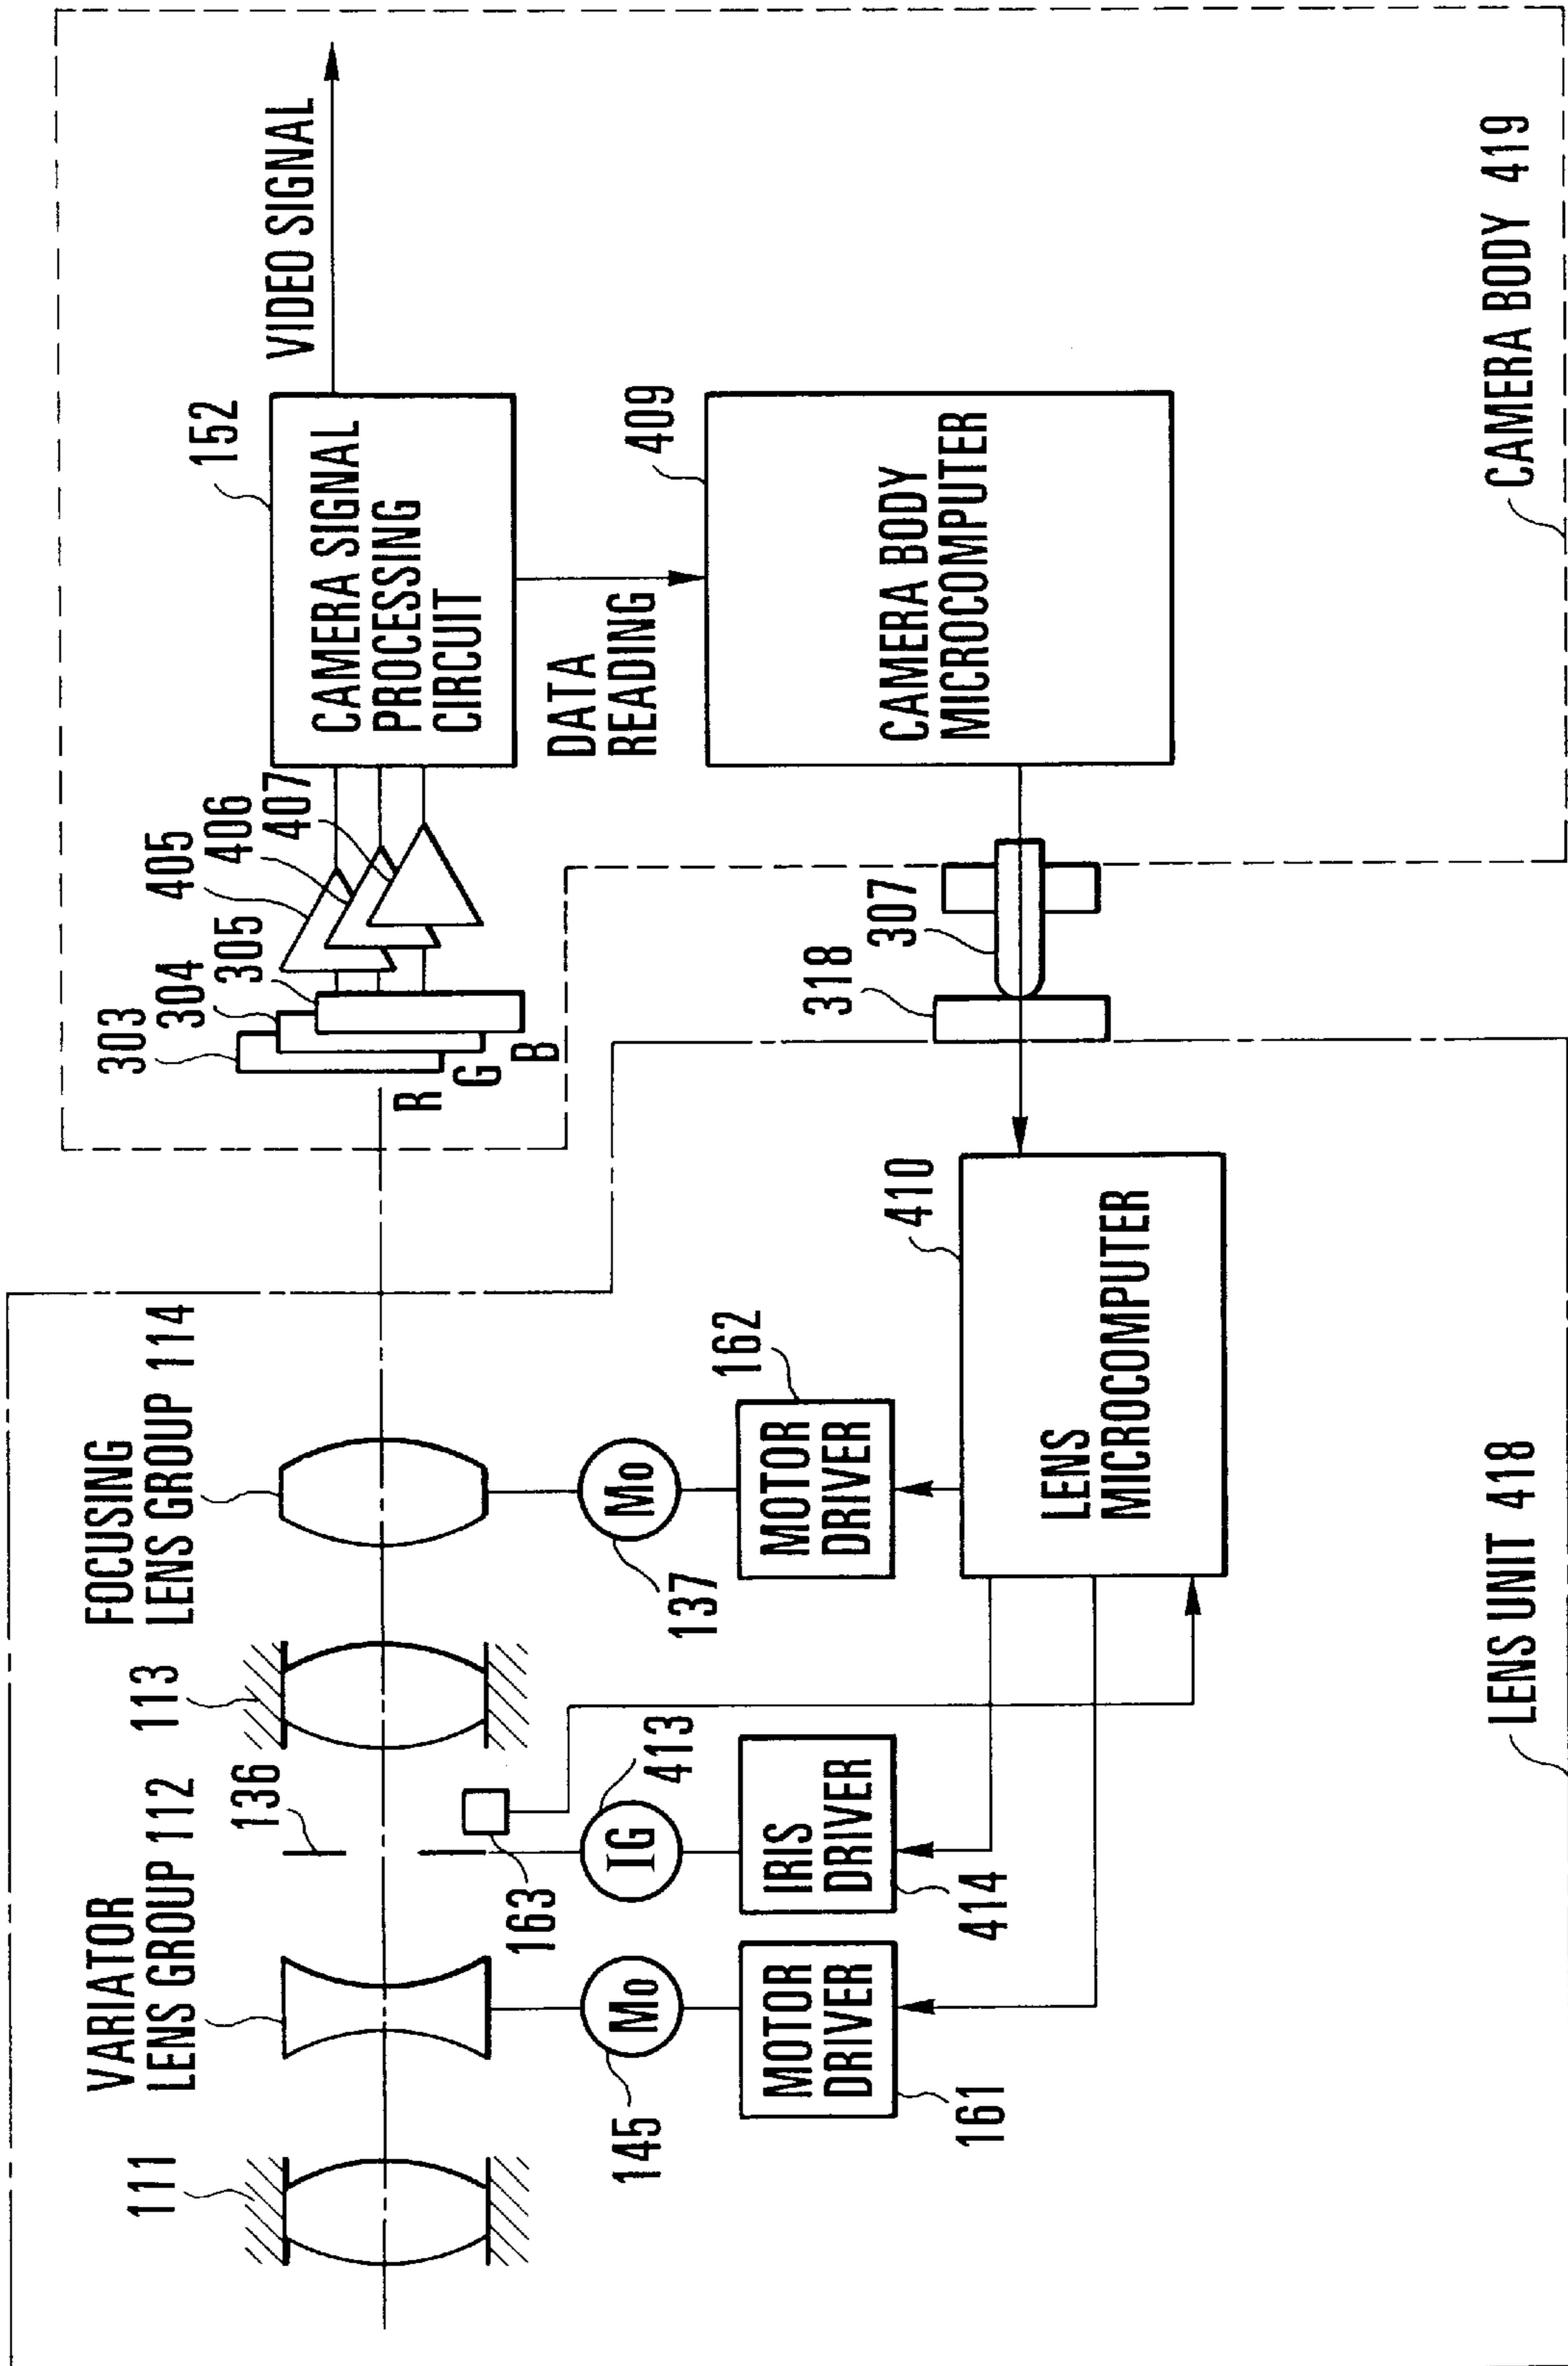 111
VARIATOR
LENS GROUP 112
136
113
FOCUSING
LENS GROUP 114
303
304
305
405
406
407
R
G
B
152
CAMERA SIGNAL
PROCESSING
CIRCUIT
VIDEO SIGNAL
DATA
READING
409
CAMERA BODY
MICROCOMPUTER
145
Mo
163
IG
413
137
Mo
162
MOTOR
DRIVER
161
IRIS
DRIVER
414
MOTOR
DRIVER
410
LENS
MICROCOMPUTER
318
307
LENS UNIT 418
CAMERA BODY 419